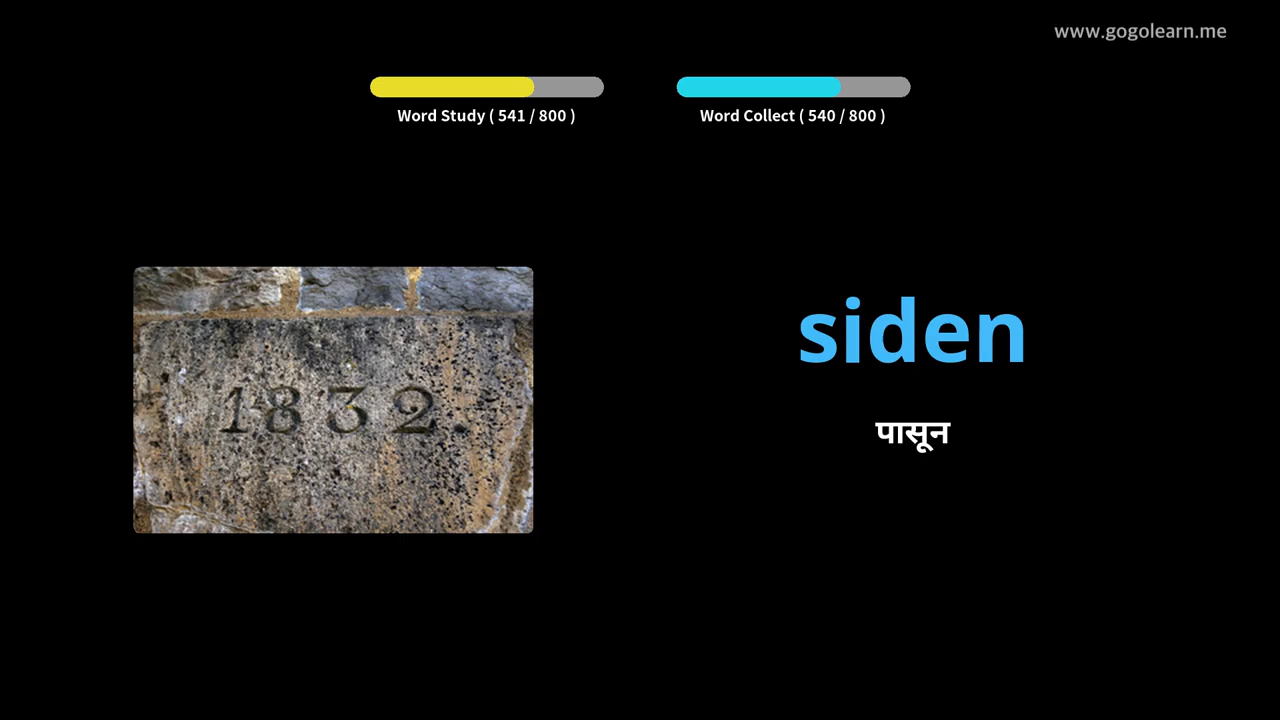 www.gogolearn.me
Word Study ( 541 / 800 )
Word Collect ( 540 / 800 )
1832.
siden
पासून